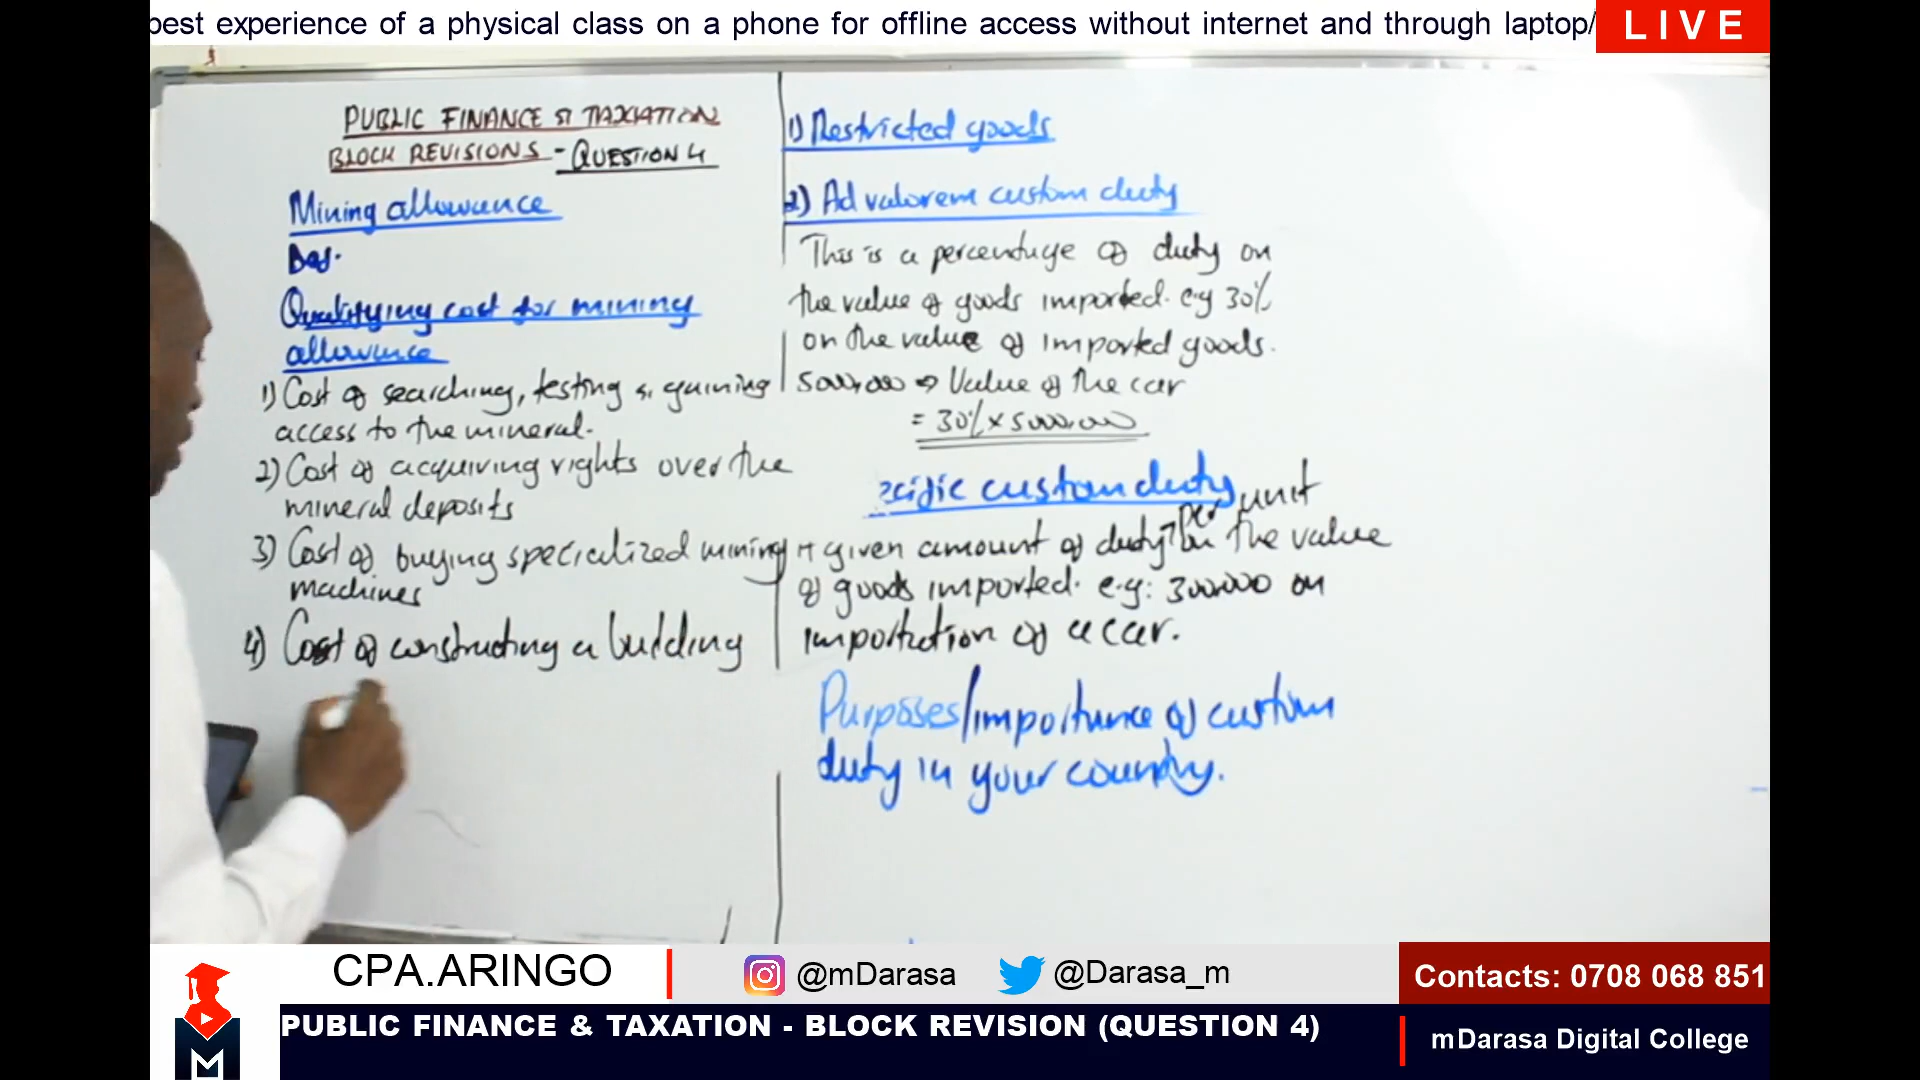 best experience of a physical class on a phone for offline access without internet and through laptop/
LIVE
PUBLIC FINANCE & TAXIATION
BLOCK REVISIONS - QUESTION 4
Mining allowance
Qualifying cost for mining
allowance
1) Cost of searching, testing & gaining
access to the mineral.
2) Cost of acquiring rights over the
mineral deposits
3) Cost of buying specialized mining
machines
4) Cost of constructing a building
1) Restricted goods
2) Ad valorem custom duty
This is a percentage of duty on
the value of goods imported. e.g 30%
on the value of imported goods.
5000,000 → Value of the car
= 30% x 5000,000
ecific custom duty
per unit
given amount of duty on the value
of goods imported. e.g: 300,000 on
importation of a car.
Purposes/importance of custom
duty in your country.
CPA.ARINGO
@mDarasa
@Darasa_m
Contacts: 0708 068 851
M
PUBLIC FINANCE & TAXATION - BLOCK REVISION (QUESTION 4)
mDarasa Digital College